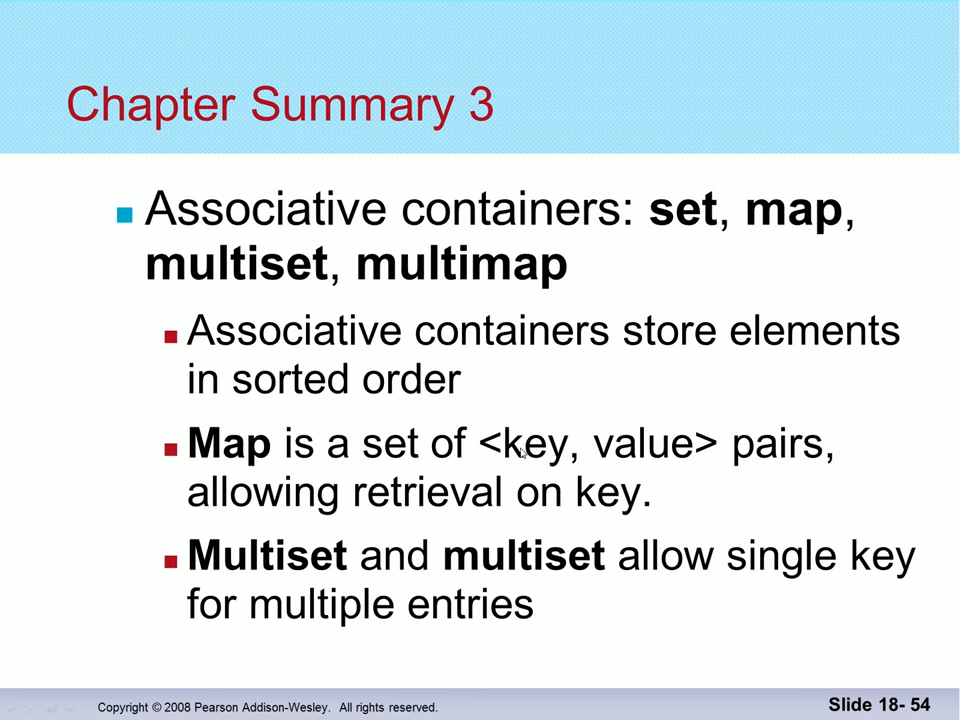 Chapter Summary 3
Associative containers: set, map,
multiset, multimap
Associative containers store elements
in sorted order
Map is a set of <key, value> pairs,
allowing retrieval on key.
Multiset and multiset allow single key
for multiple entries
Copyright © 2008 Pearson Addison-Wesley. All rights reserved.
Slide 18- 54